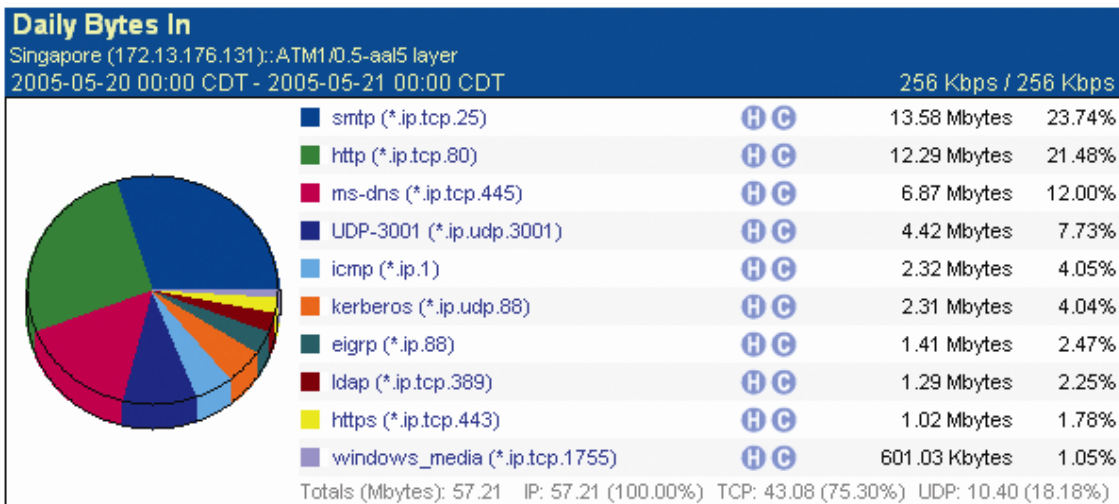 Daily Bytes In
Singapore (172.13.176.131)::ATM1/0.5-aal5 layer
2005-05-20 00:00 CDT - 2005-05-21 00:00 CDT 256 Kbps / 256 Kbps
smtp (*.ip.tcp.25) H C 13.58 Mbytes 23.74%
http (*.ip.tcp.80) H C 12.29 Mbytes 21.48%
ms-dns (*.ip.tcp.445) H C 6.87 Mbytes 12.00%
UDP-3001 (*.ip.udp.3001) H C 4.42 Mbytes 7.73%
icmp (*.ip.1) H C 2.32 Mbytes 4.05%
kerberos (*.ip.udp.88) H C 2.31 Mbytes 4.04%
eigrp (*.ip.88) H C 1.41 Mbytes 2.47%
ldap (*.ip.tcp.389) H C 1.29 Mbytes 2.25%
https (*.ip.tcp.443) H C 1.02 Mbytes 1.78%
windows_media (*.ip.tcp.1755) H C 601.03 Kbytes 1.05%
Totals (Mbytes): 57.21 IP: 57.21 (100.00%) TCP: 43.08 (75.30%) UDP: 10.40 (18.18%)